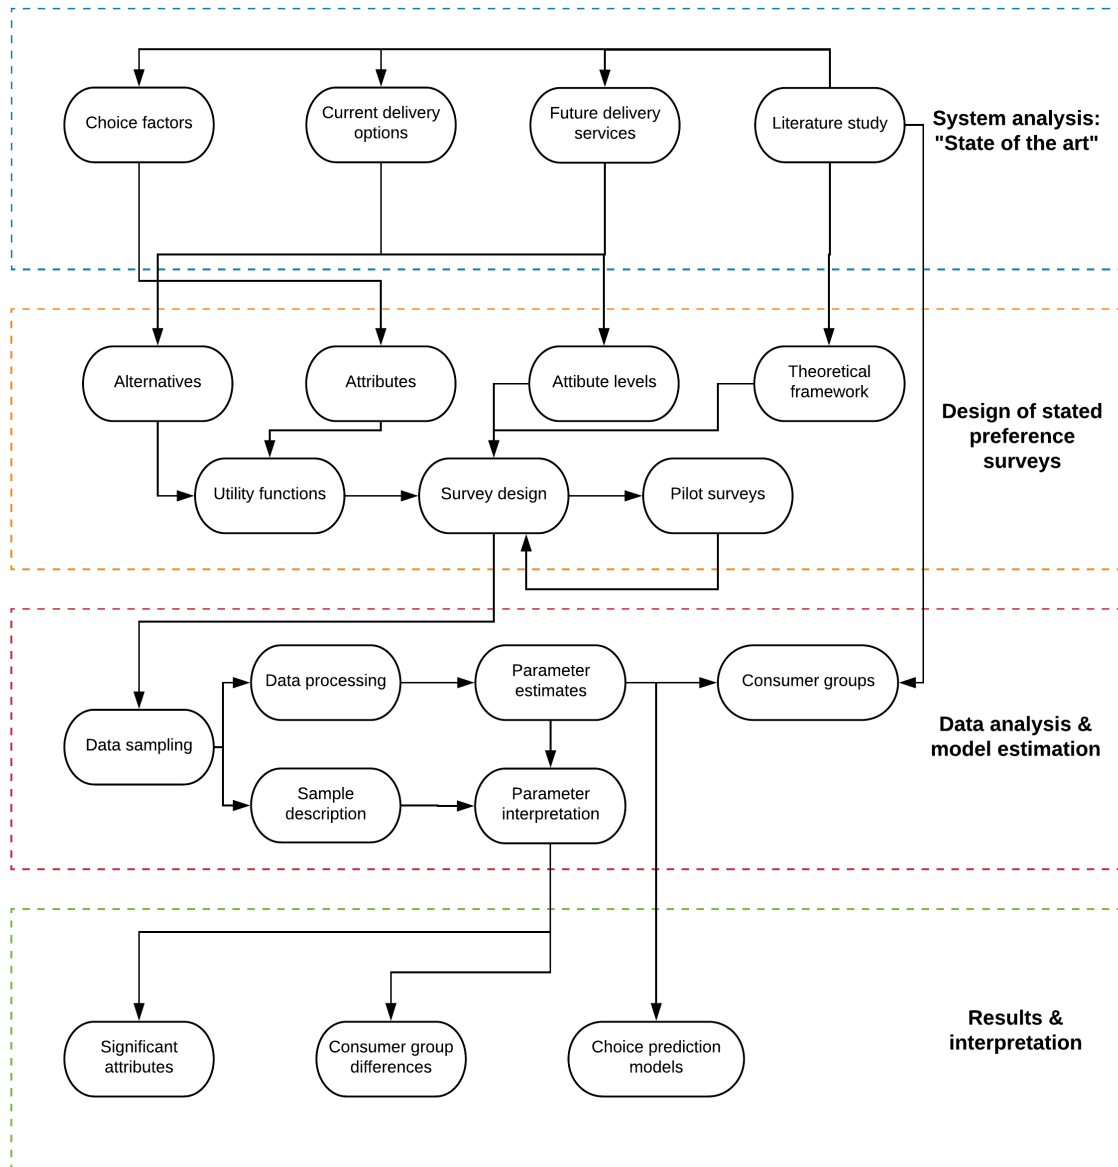 Choice factors
Current delivery
options
Future delivery
services
Literature study
System analysis:
"State of the art"
Alternatives
Attributes
Attibute levels
Theoretical
framework
Design of stated
preference
surveys
Utility functions
Survey design
Pilot surveys
Data processing
Parameter
estimates
Consumer groups
Data sampling
Data analysis &
model estimation
Sample
description
Parameter
interpretation
Results &
interpretation
Significant
attributes
Consumer group
differences
Choice prediction
models